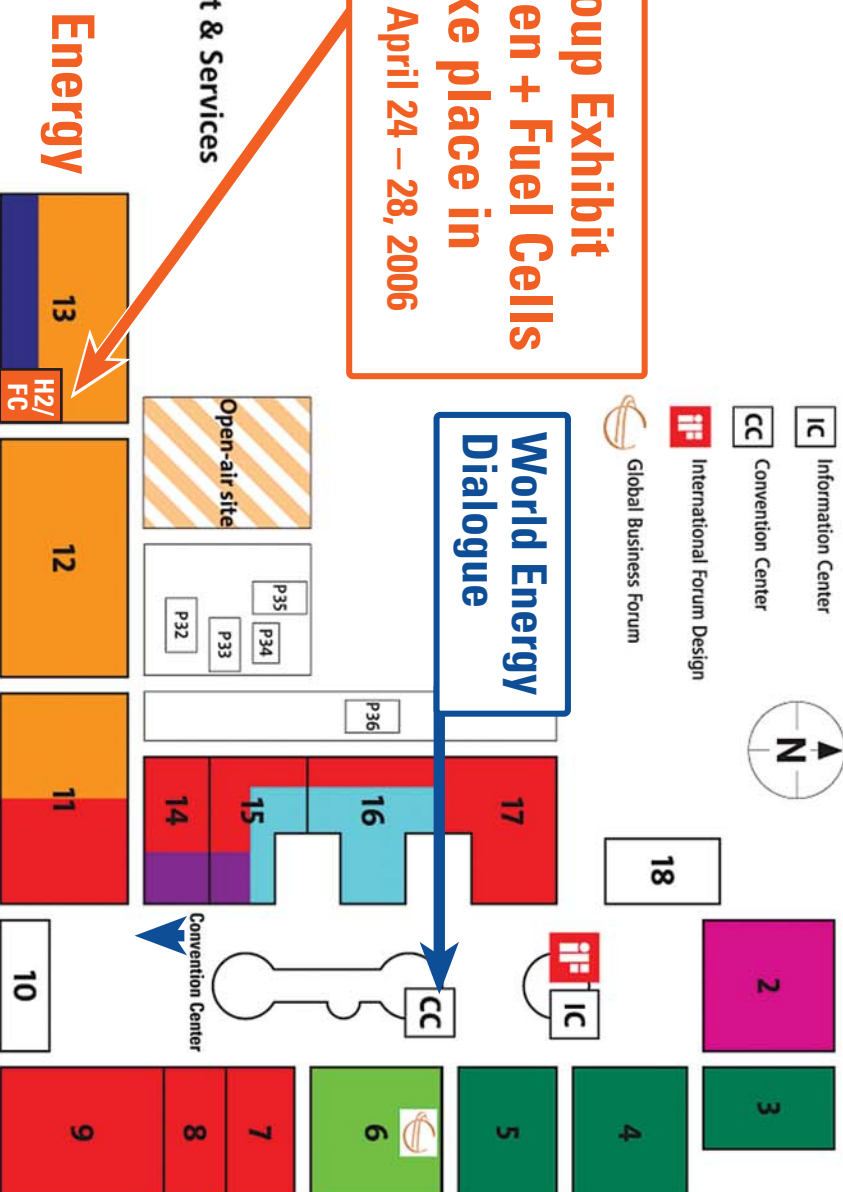 oup Exhibit
en + Fuel Cells
ke place in
April 24 – 28, 2006
t & Services
Energy
IC Information Center
CC Convention Center
iF International Forum Design
Global Business Forum
N
World Energy
Dialogue
18
2
3
4
5
6
7
8
9
10
11
12
13
H2/
FC
14
15
16
17
Open-air site
P32
P33
P34
P35
P36
iF
IC
CC
Convention Center